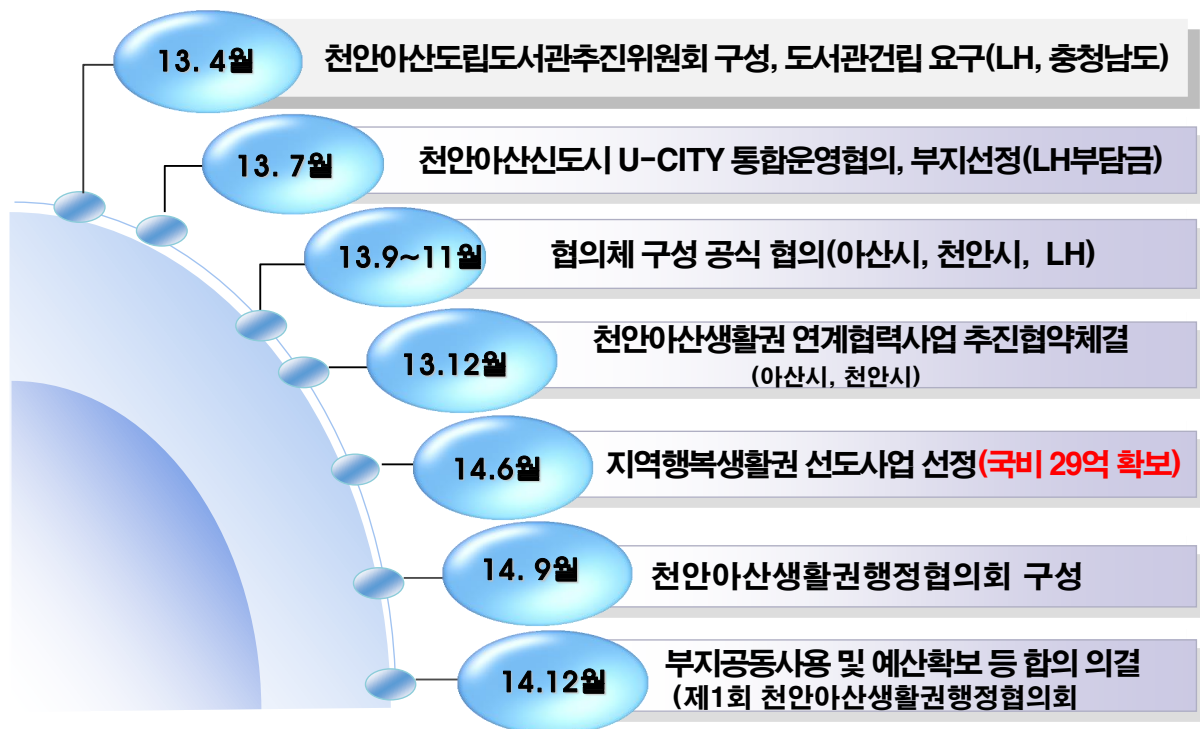 13. 4월 천안아산도립도서관추진위원회 구성, 도서관건립 요구(LH, 충청남도)
13. 7월 천안아산신도시 U-CITY 통합운영협의, 부지선정(LH부담금)
13.9~11월 협의체 구성 공식 협의(아산시, 천안시, LH)
13.12월 천안아산생활권 연계협력사업 추진협약체결
(아산시, 천안시)
14.6월 지역행복생활권 선도사업 선정(국비 29억 확보)
14. 9월 천안아산생활권행정협의회 구성
14.12월 부지공동사용 및 예산확보 등 합의 의결
(제1회 천안아산생활권행정협의회